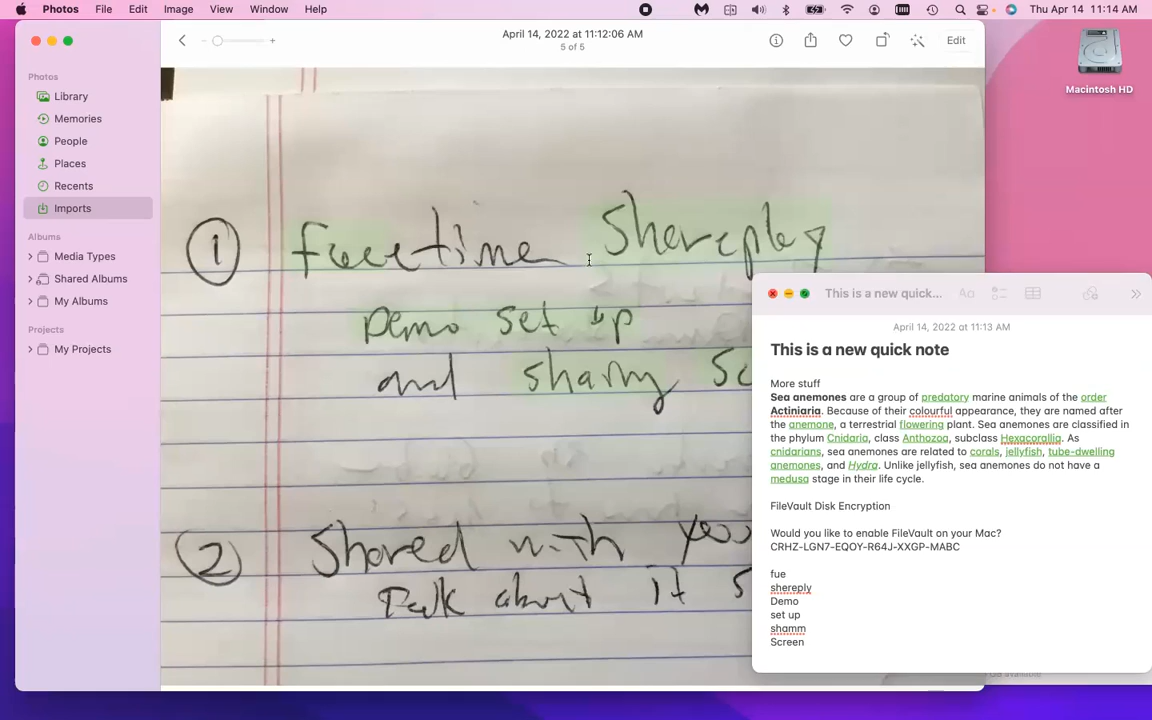 Photos File Edit Image View Window Help Thu Apr 14 11:14 AM
April 14, 2022 at 11:12:06 AM
5 of 5
Edit
Macintosh HD
Photos
Library
Memories
People
Places
Recents
Imports
Albums
Media Types
Shared Albums
My Albums
Projects
My Projects
1 Facetime Shareplay
Demo set up
and sharing Sc
2 Shared with you
Talk about it S
This is a new quick...
April 14, 2022 at 11:13 AM
This is a new quick note
More stuff
Sea anemones are a group of predatory marine animals of the order
Actiniaria. Because of their colourful appearance, they are named after
the anemone, a terrestrial flowering plant. Sea anemones are classified in
the phylum Cnidaria, class Anthozoa, subclass Hexacorallia. As
cnidarians, sea anemones are related to corals, jellyfish, tube-dwelling
anemones, and Hydra. Unlike jellyfish, sea anemones do not have a
medusa stage in their life cycle.
FileVault Disk Encryption
Would you like to enable FileVault on your Mac?
CRHZ-LGN7-EQOY-R64J-XXGP-MABC
fue
shereply
Demo
set up
shamm
Screen